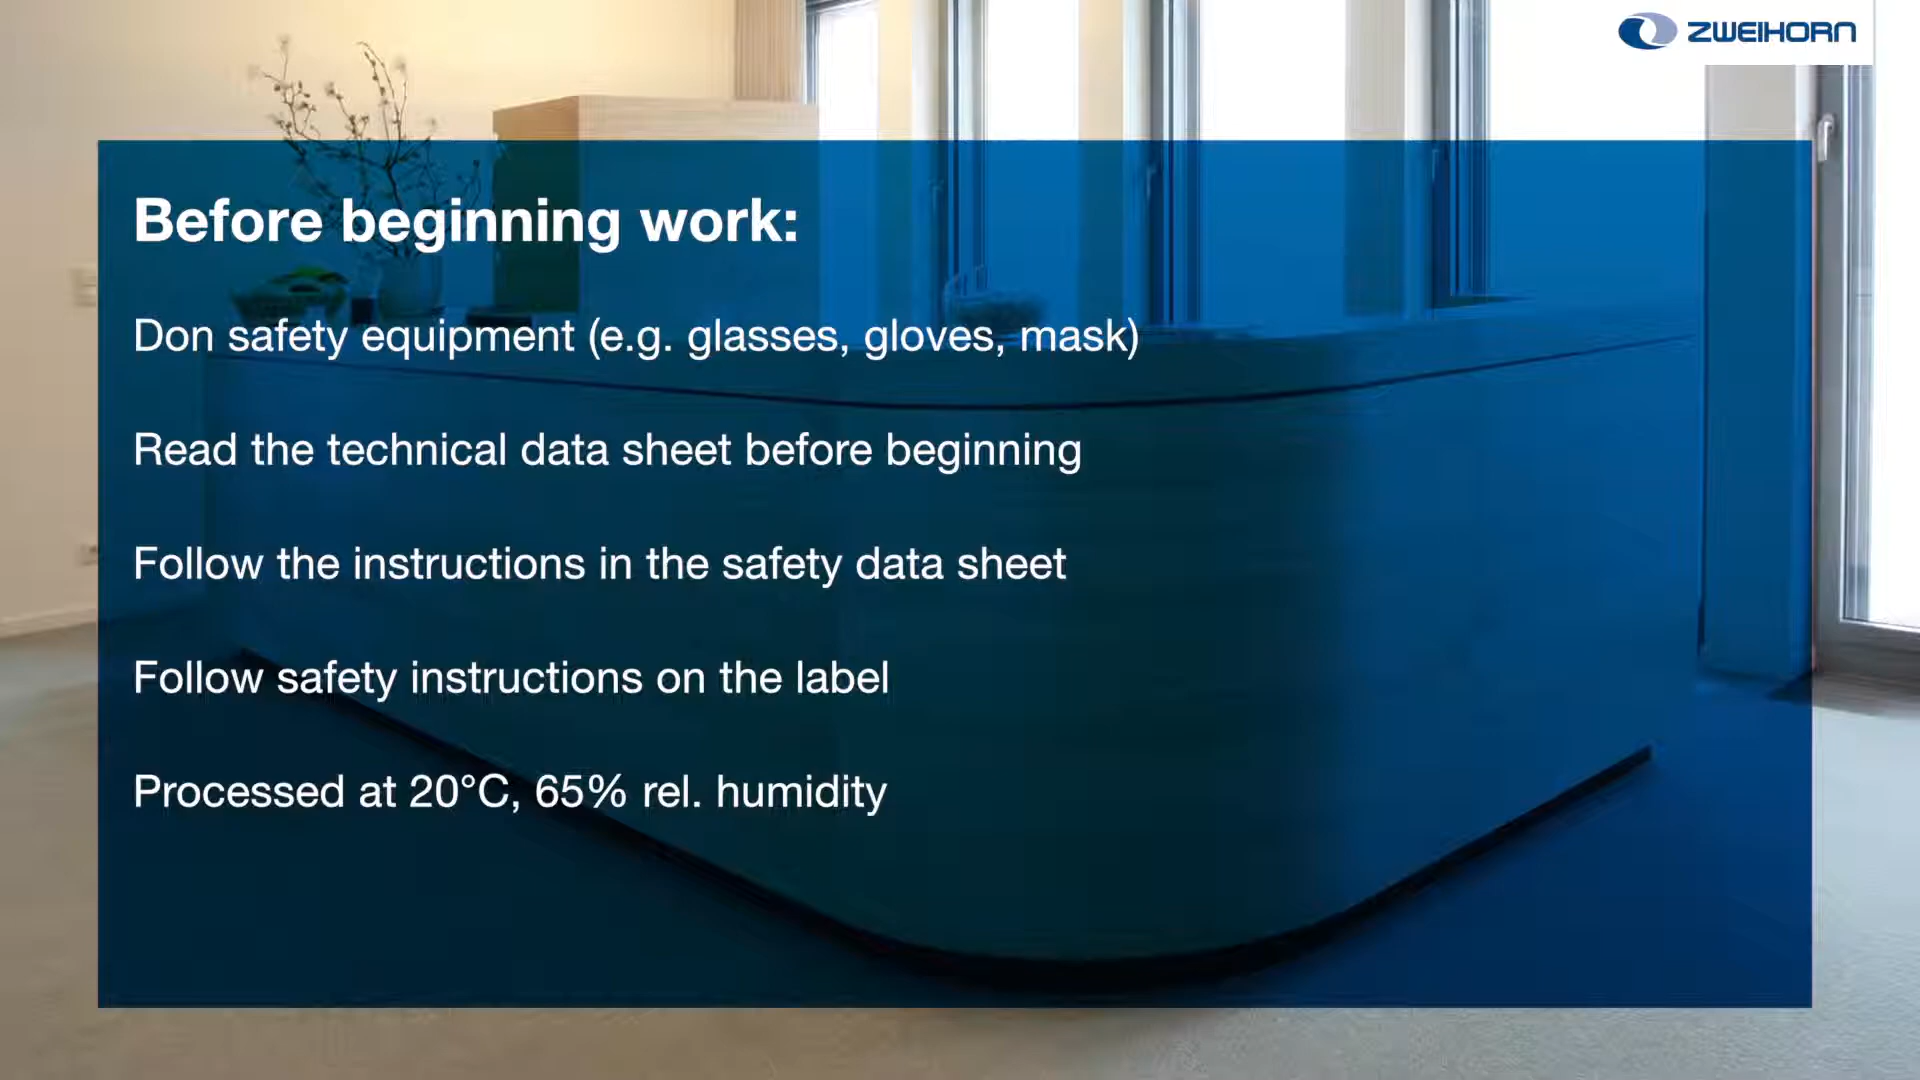 ZWEIHORN
Before beginning work:
Don safety equipment (e.g. glasses, gloves, mask)
Read the technical data sheet before beginning
Follow the instructions in the safety data sheet
Follow safety instructions on the label
Processed at 20°C, 65% rel. humidity